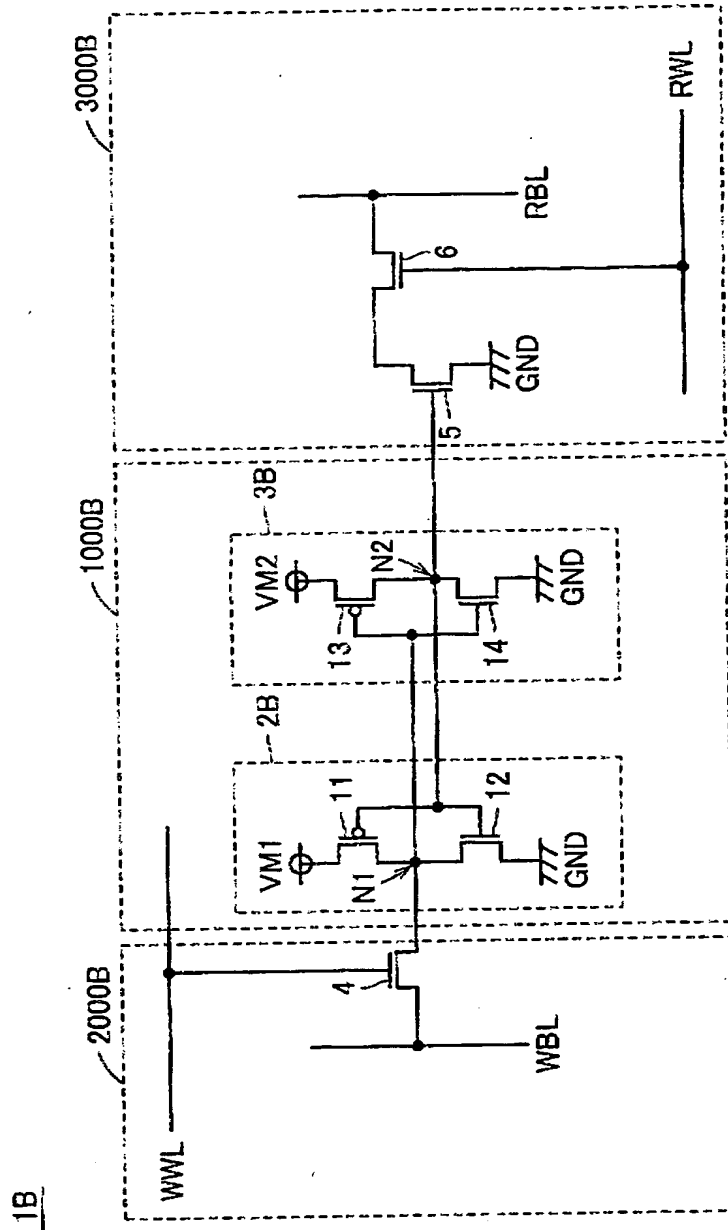 1B
2000B
1000B
3000B
WWL
2B
3B
VM1
VM2
11
13
N1
N2
4
12
14
GND
GND
WBL
5
6
GND
RBL
RWL